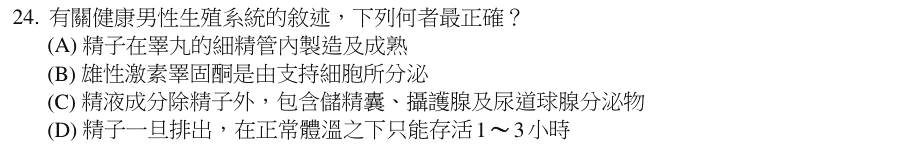 24. 有關健康男性生殖系統的敘述，下列何者最正確？
(A) 精子在睪丸的細精管內製造及成熟
(B) 雄性激素睪固酮是由支持細胞所分泌
(C) 精液成分除精子外，包含儲精囊、攝護腺及尿道球腺分泌物
(D) 精子一旦排出，在正常體溫之下只能存活 1～3 小時